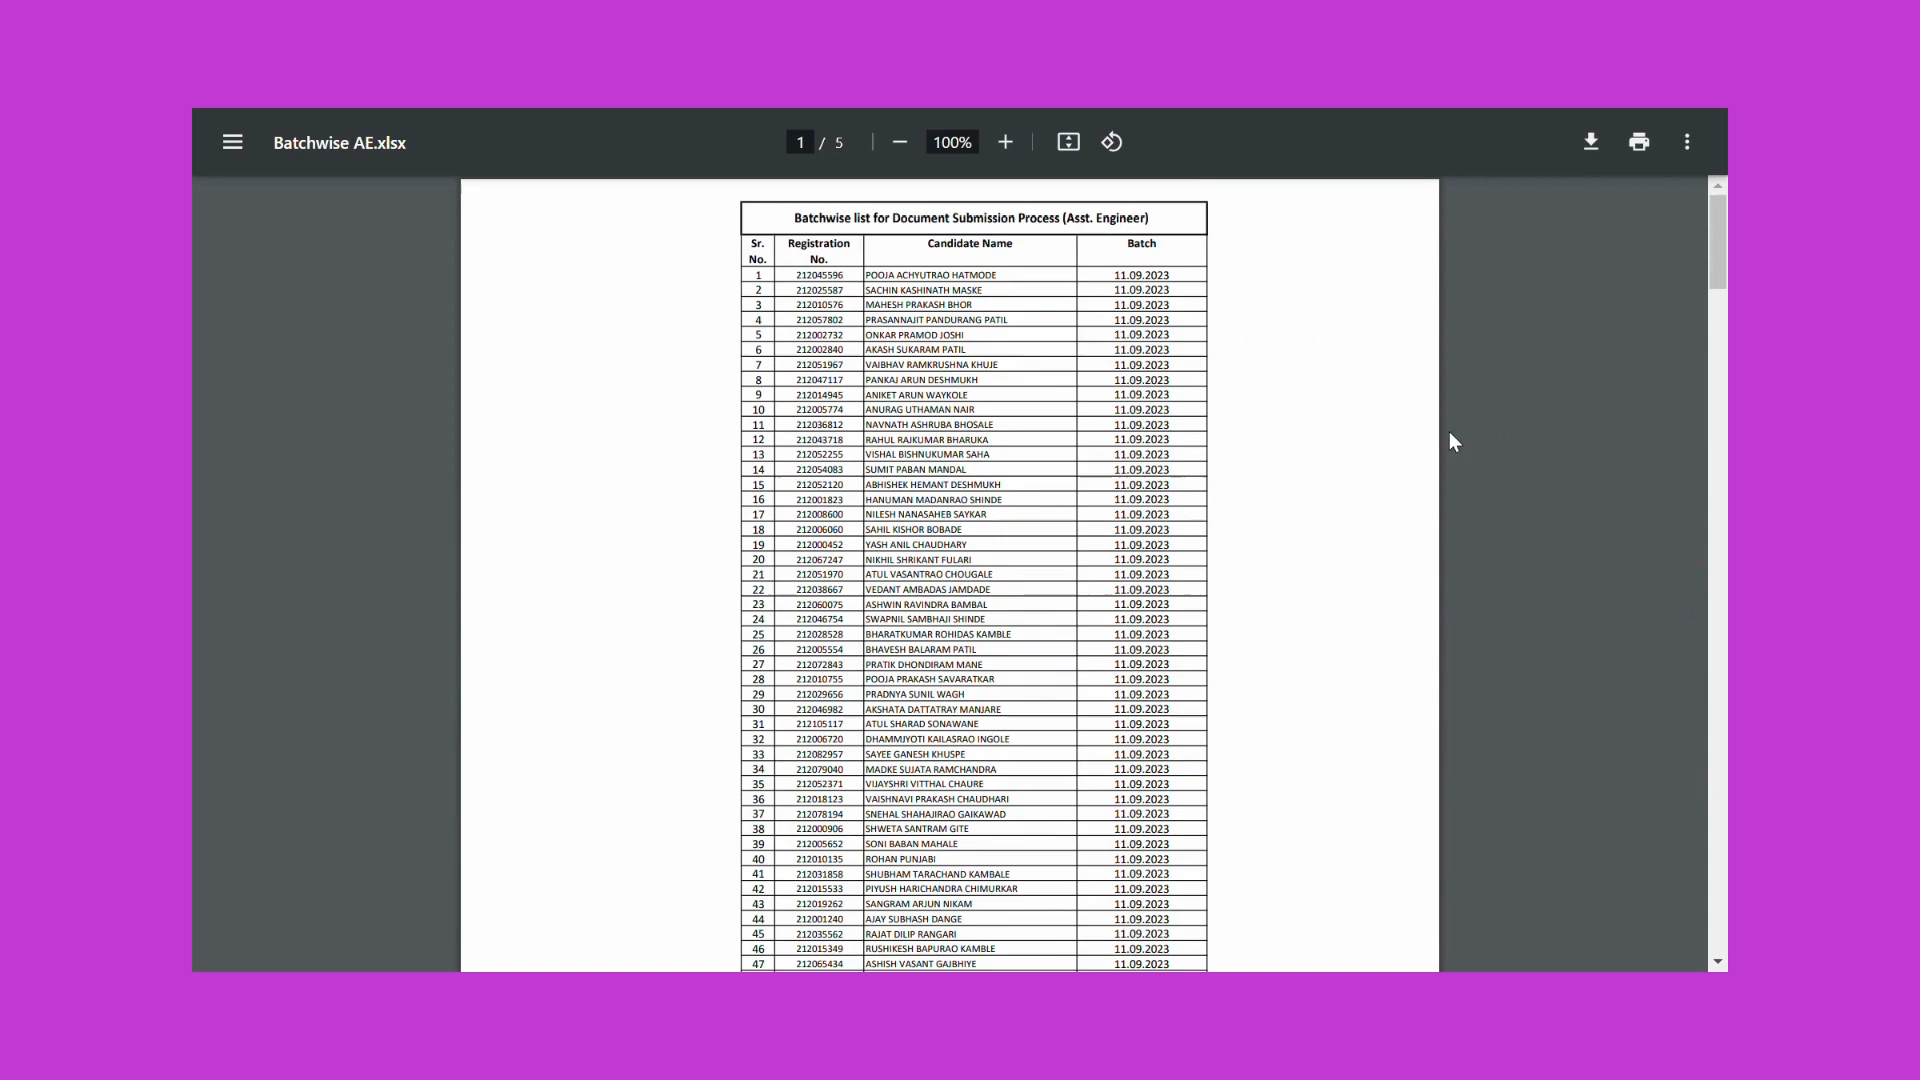 Batchwise AE.xlsx
1 / 5
100%
Batchwise list for Document Submission Process (Asst. Engineer)
Sr. No. Registration No. Candidate Name Batch
1 212045596 POOJA ACHYUTRAO HATMODE 11.09.2023
2 212025587 SACHIN KASHINATH MASKE 11.09.2023
3 212010576 MAHESH PRAKASH BHOR 11.09.2023
4 212057802 PRASANNAJIT PANDURANG PATIL 11.09.2023
5 212002732 ONKAR PRAMOD JOSHI 11.09.2023
6 212002840 AKASH SUKARAM PATIL 11.09.2023
7 212051967 VAIBHAV RAMKRUSHNA KHUJE 11.09.2023
8 212047117 PANKAJ ARUN DESHMUKH 11.09.2023
9 212014945 ANIKET ARUN WAYKOLE 11.09.2023
10 212005774 ANURAG UTHAMAN NAIR 11.09.2023
11 212036812 NAVNATH ASHRUBA BHOSALE 11.09.2023
12 212043718 RAHUL RAJKUMAR BHARUKA 11.09.2023
13 212052255 VISHAL BISHNUKUMAR SAHA 11.09.2023
14 212054083 SUMIT PABAN MANDAL 11.09.2023
15 212052120 ABHISHEK HEMANT DESHMUKH 11.09.2023
16 212001823 HANUMAN MADANRAO SHINDE 11.09.2023
17 212008600 NILESH NANASAHEB SAYKAR 11.09.2023
18 212006060 SAHIL KISHOR BOBADE 11.09.2023
19 212000452 YASH ANIL CHAUDHARY 11.09.2023
20 212067247 NIKHIL SHRIKANT FULARI 11.09.2023
21 212051970 ATUL VASANTRAO CHOUGALE 11.09.2023
22 212038667 VEDANT AMBADAS JAMDADE 11.09.2023
23 212060075 ASHWIN RAVINDRA BAMBAL 11.09.2023
24 212046754 SWAPNIL SAMBHAJI SHINDE 11.09.2023
25 212028528 BHARATKUMAR ROHIDAS KAMBLE 11.09.2023
26 212005554 BHAVESH BALARAM PATIL 11.09.2023
27 212072843 PRATIK DHONDIRAM MANE 11.09.2023
28 212010755 POOJA PRAKASH SAVARATKAR 11.09.2023
29 212029656 PRADNYA SUNIL WAGH 11.09.2023
30 212046982 AKSHATA DATTATRAY MANJARE 11.09.2023
31 212105117 ATUL SHARAD SONAWANE 11.09.2023
32 212006720 DHAMMJYOTI KAILASRAO INGOLE 11.09.2023
33 212082957 SAYEE GANESH KHUSPE 11.09.2023
34 212079040 MADKE SUJATA RAMCHANDRA 11.09.2023
35 212052371 VIJAYSHRI VITTHAL CHAURE 11.09.2023
36 212018123 VAISHNAVI PRAKASH CHAUDHARI 11.09.2023
37 212078194 SNEHAL SHAHAJIRAO GAIKAWAD 11.09.2023
38 212000906 SHWETA SANTRAM GITE 11.09.2023
39 212005652 SONI BABAN MAHALE 11.09.2023
40 212010135 ROHAN PUNJABI 11.09.2023
41 212031858 SHUBHAM TARACHAND KAMBALE 11.09.2023
42 212015533 PIYUSH HARICHANDRA CHIMURKAR 11.09.2023
43 212019262 SANGRAM ARJUN NIKAM 11.09.2023
44 212001240 AJAY SUBHASH DANGE 11.09.2023
45 212035562 RAJAT DILIP RANGARI 11.09.2023
46 212015349 RUSHIKESH BAPURAO KAMBLE 11.09.2023
47 212065434 ASHISH VASANT GAJBHIYE 11.09.2023